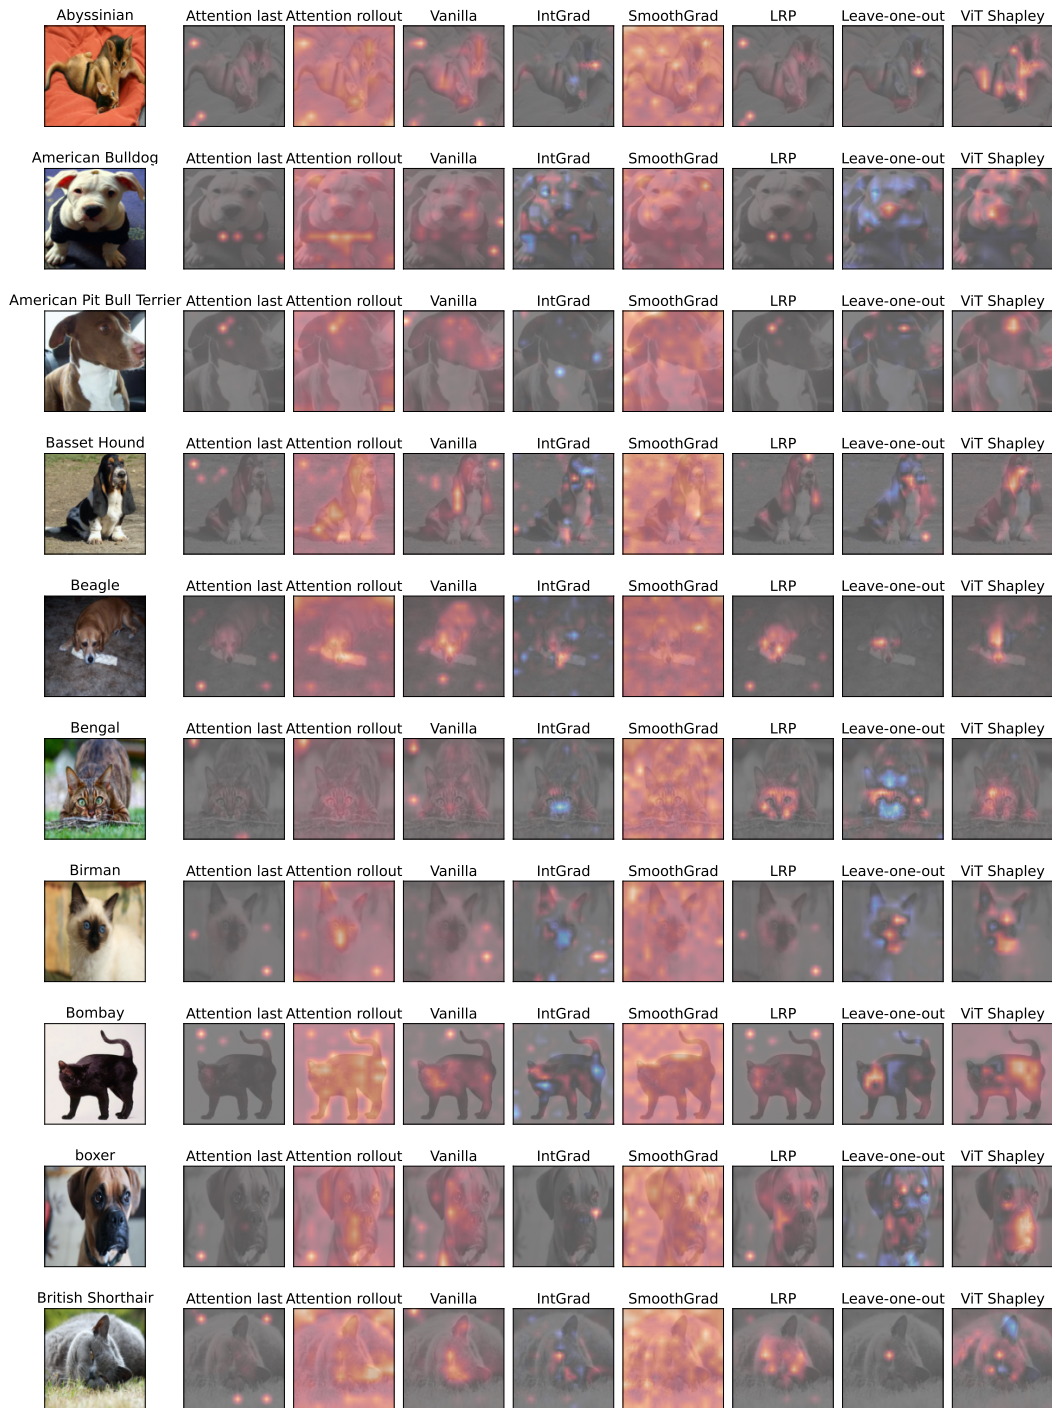 Abyssinian Attention last Attention rollout Vanilla IntGrad SmoothGrad LRP Leave-one-out ViT Shapley
American Bulldog Attention last Attention rollout Vanilla IntGrad SmoothGrad LRP Leave-one-out ViT Shapley
American Pit Bull Terrier Attention last Attention rollout Vanilla IntGrad SmoothGrad LRP Leave-one-out ViT Shapley
Basset Hound Attention last Attention rollout Vanilla IntGrad SmoothGrad LRP Leave-one-out ViT Shapley
Beagle Attention last Attention rollout Vanilla IntGrad SmoothGrad LRP Leave-one-out ViT Shapley
Bengal Attention last Attention rollout Vanilla IntGrad SmoothGrad LRP Leave-one-out ViT Shapley
Birman Attention last Attention rollout Vanilla IntGrad SmoothGrad LRP Leave-one-out ViT Shapley
Bombay Attention last Attention rollout Vanilla IntGrad SmoothGrad LRP Leave-one-out ViT Shapley
boxer Attention last Attention rollout Vanilla IntGrad SmoothGrad LRP Leave-one-out ViT Shapley
British Shorthair Attention last Attention rollout Vanilla IntGrad SmoothGrad LRP Leave-one-out ViT Shapley